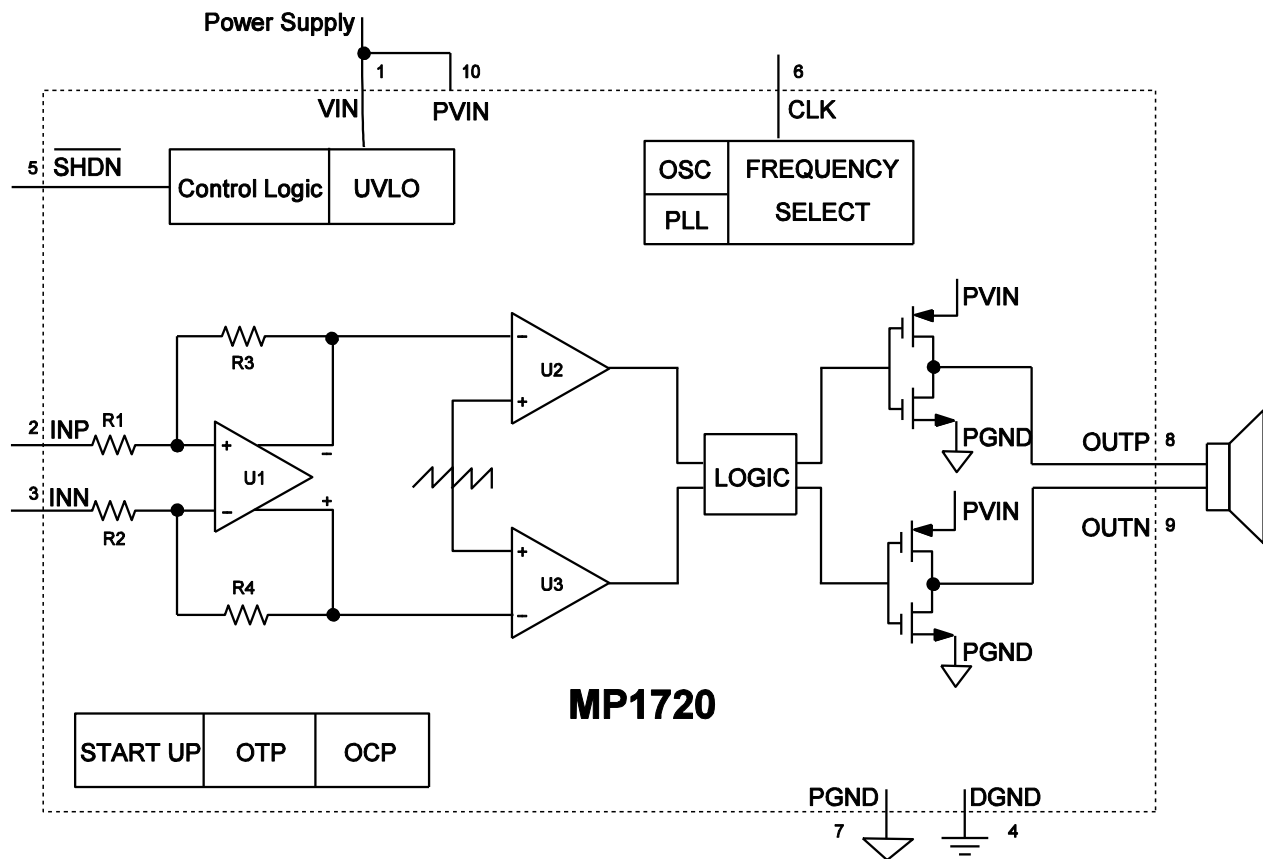 Power Supply
1
10
6
VIN
PVIN
CLK
5
SHDN
Control Logic
UVLO
OSC
PLL
FREQUENCY
SELECT
PVIN
R3
-
U2
+
PGND
2
INP
R1
+
-
U1
LOGIC
OUTP
8
3
INN
R2
-
+
PVIN
OUTN
9
+
U3
-
R4
PGND
MP1720
START UP
OTP
OCP
PGND
DGND
7
4